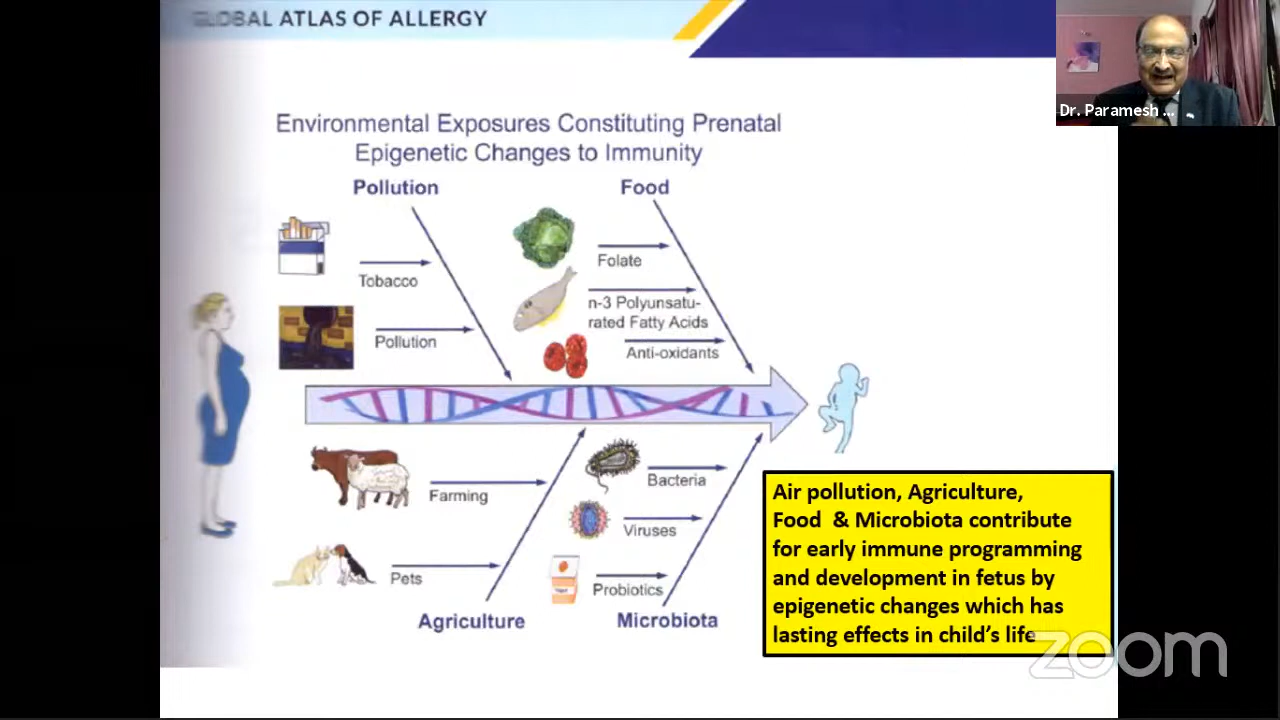 GLOBAL ATLAS OF ALLERGY
Dr. Paramesh ...
Environmental Exposures Constituting Prenatal
Epigenetic Changes to Immunity
Pollution
Food
Tobacco
Pollution
Folate
n-3 Polyunsatu-
rated Fatty Acids
Anti-oxidants
Farming
Pets
Agriculture
Bacteria
Viruses
Probiotics
Microbiota
Air pollution, Agriculture,
Food & Microbiota contribute
for early immune programming
and development in fetus by
epigenetic changes which has
lasting effects in child's life
zoom